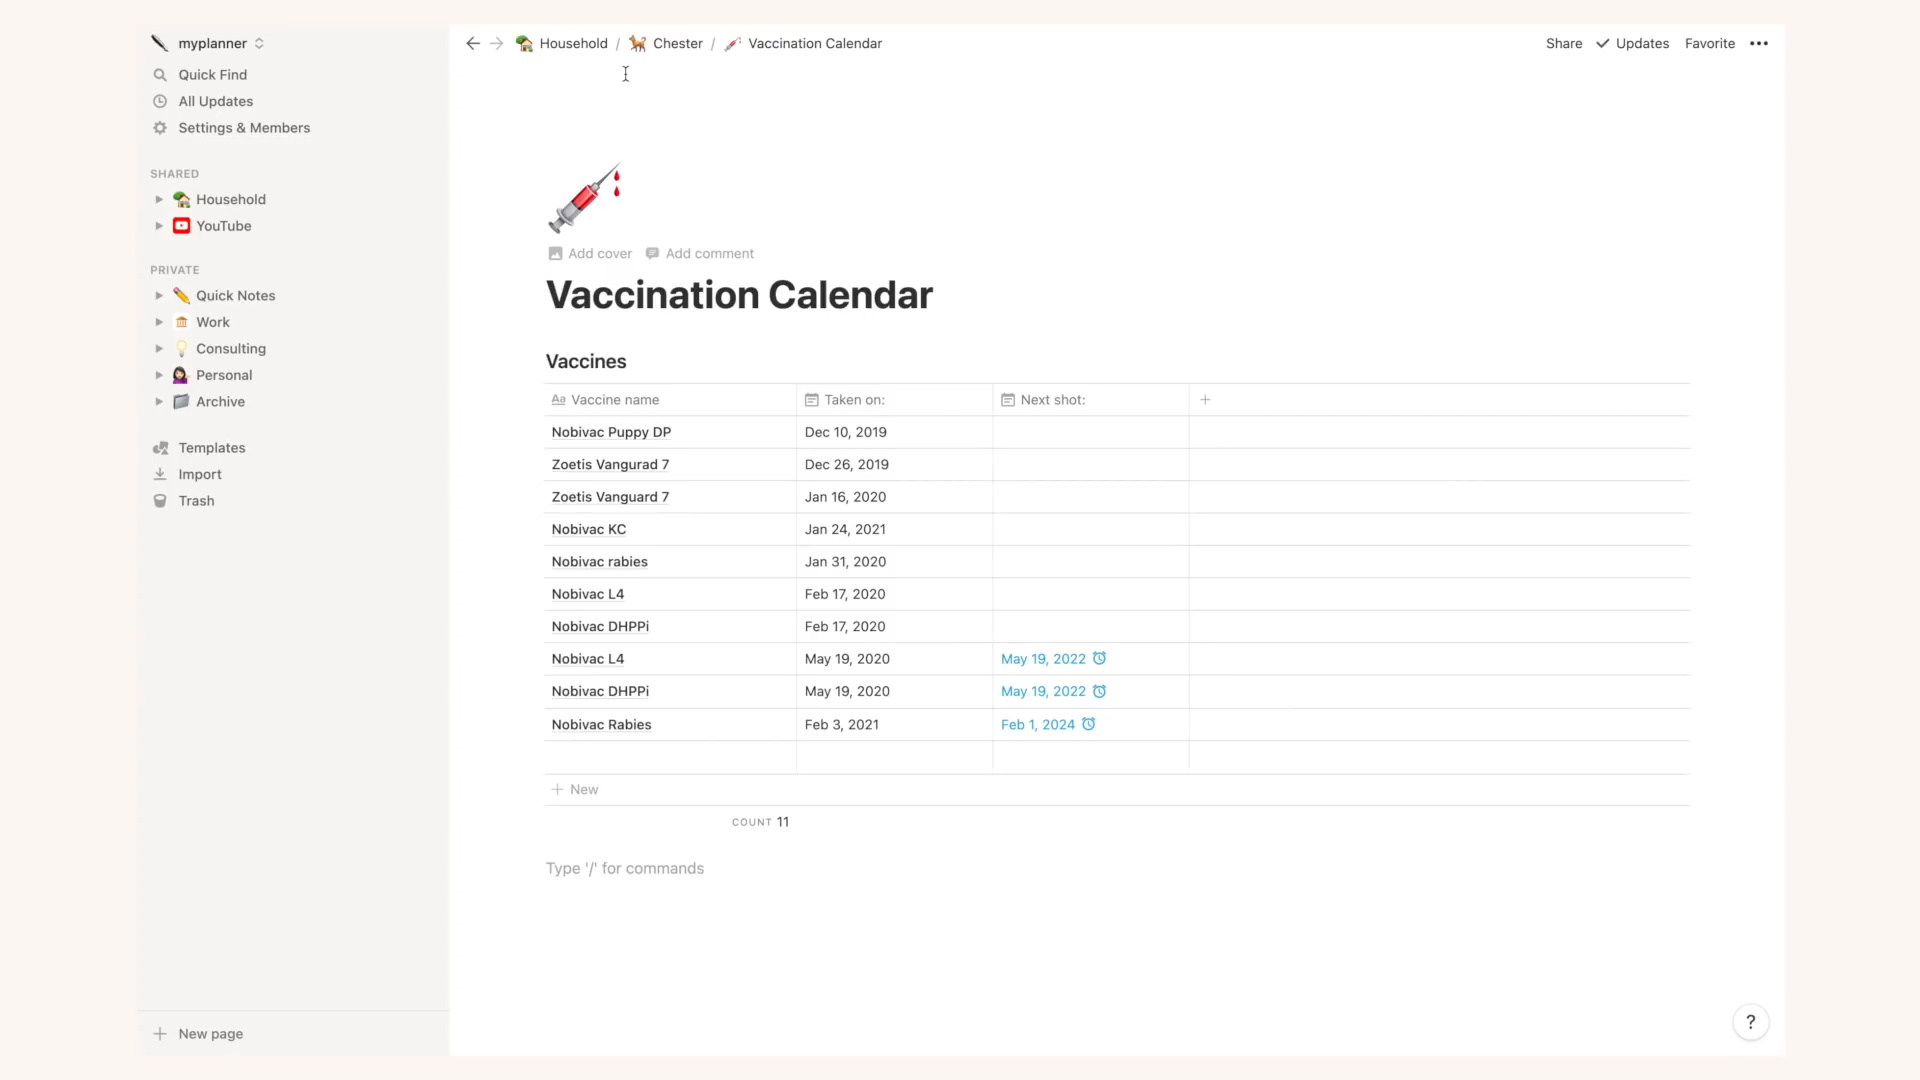 myplanner
Quick Find
All Updates
Settings & Members
SHARED
Household
YouTube
PRIVATE
Quick Notes
Work
Consulting
Personal
Archive
Templates
Import
Trash
New page
Household / Chester / Vaccination Calendar
Share Updates Favorite
Add cover Add comment
Vaccination Calendar
Vaccines
Aa Vaccine name Taken on: Next shot:
Nobivac Puppy DP Dec 10, 2019
Zoetis Vangurad 7 Dec 26, 2019
Zoetis Vanguard 7 Jan 16, 2020
Nobivac KC Jan 24, 2021
Nobivac rabies Jan 31, 2020
Nobivac L4 Feb 17, 2020
Nobivac DHPPi Feb 17, 2020
Nobivac L4 May 19, 2020 May 19, 2022
Nobivac DHPPi May 19, 2020 May 19, 2022
Nobivac Rabies Feb 3, 2021 Feb 1, 2024
+ New
COUNT 11
Type '/' for commands
?